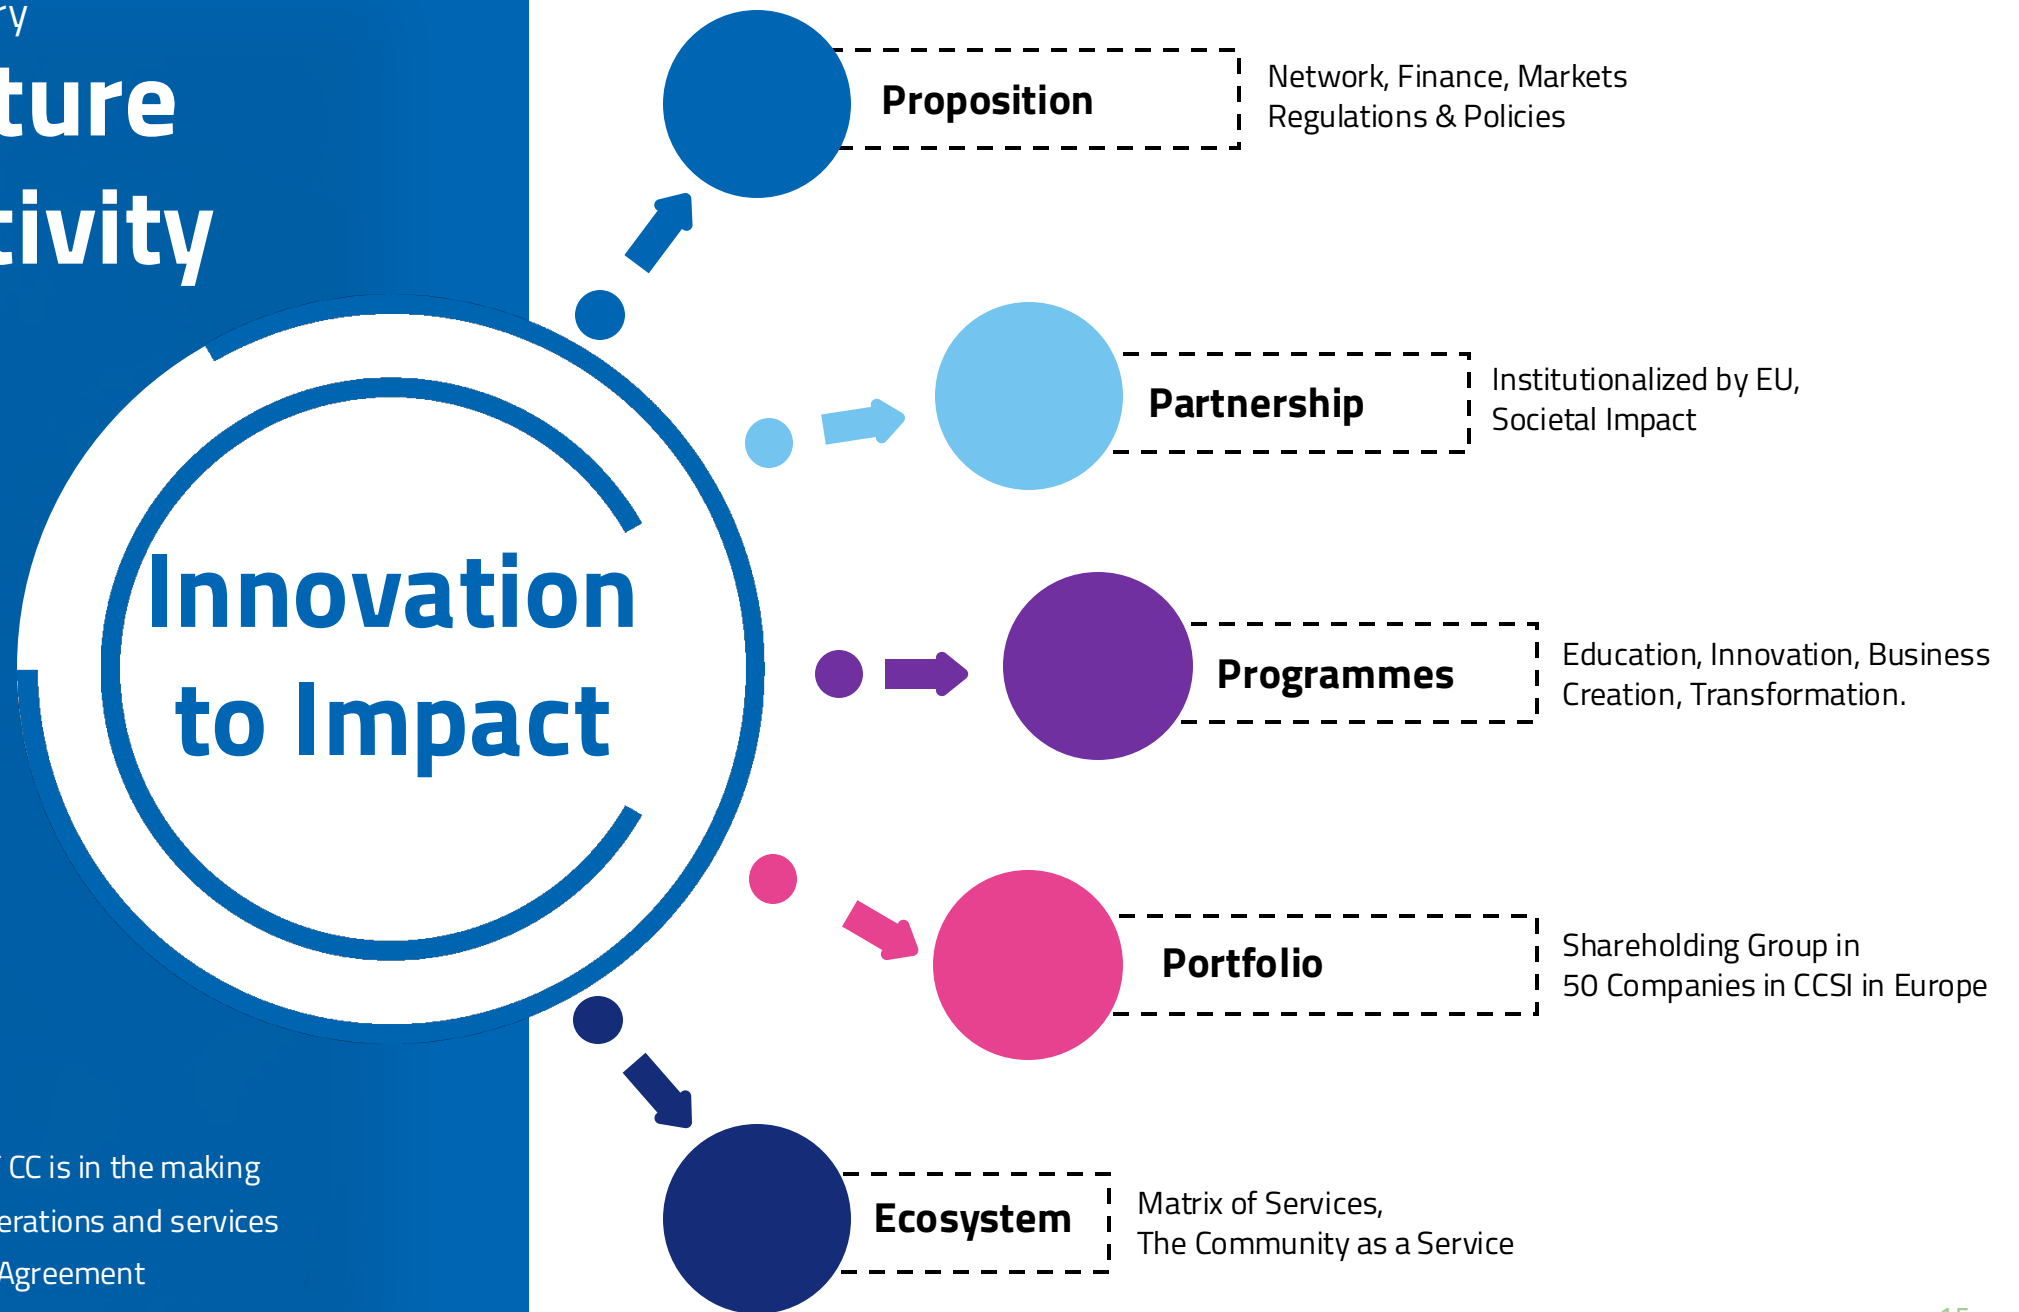 ry
ture
tivity
Innovation
to Impact
CC is in the making
erations and services
Agreement
Proposition
Network, Finance, Markets
Regulations & Policies
Partnership
Institutionalized by EU,
Societal Impact
Programmes
Education, Innovation, Business
Creation, Transformation.
Portfolio
Shareholding Group in
50 Companies in CCSI in Europe
Ecosystem
Matrix of Services,
The Community as a Service